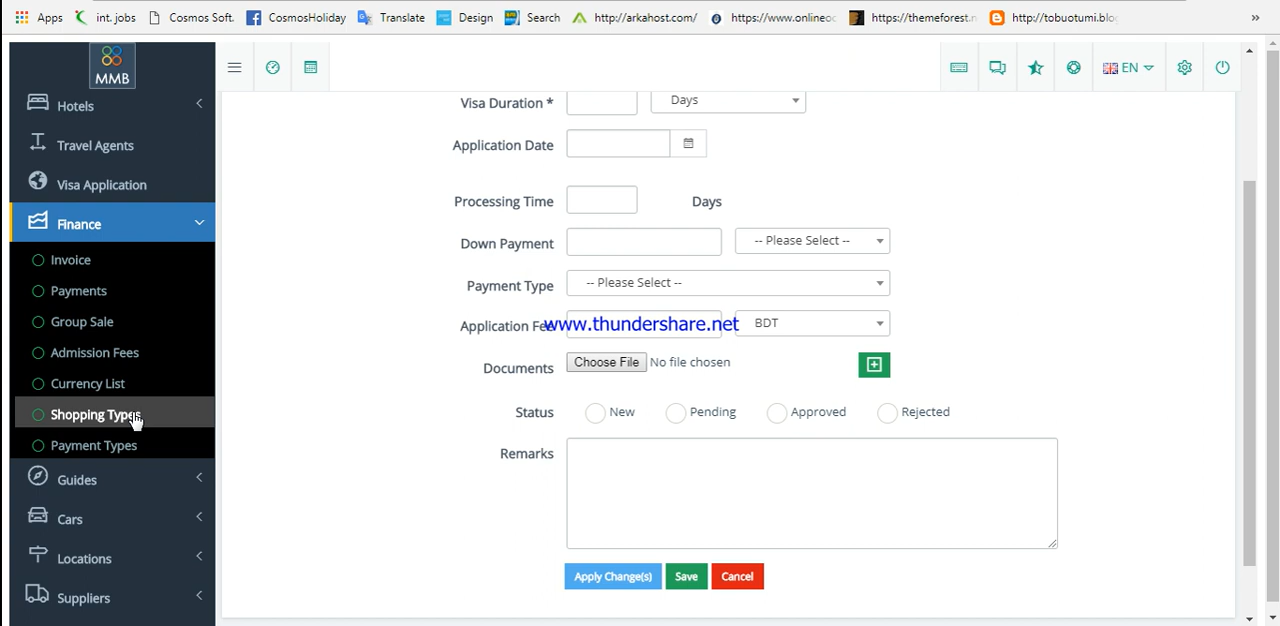 Apps int. jobs Cosmos Soft. CosmosHoliday Translate Design Search http://arkahost.com/ https://www.onlineoc https://themeforest.n http://tobuotumi.blog »
MMB
EN
Hotels
Travel Agents
Visa Application
Finance
Invoice
Payments
Group Sale
Admission Fees
Currency List
Shopping Types
Payment Types
Guides
Cars
Locations
Suppliers
Visa Duration * Days
Application Date
Processing Time Days
Down Payment -- Please Select --
Payment Type -- Please Select --
Application Fee BDT
www.thundershare.net
Documents Choose File No file chosen
Status New Pending Approved Rejected
Remarks
Apply Change(s) Save Cancel